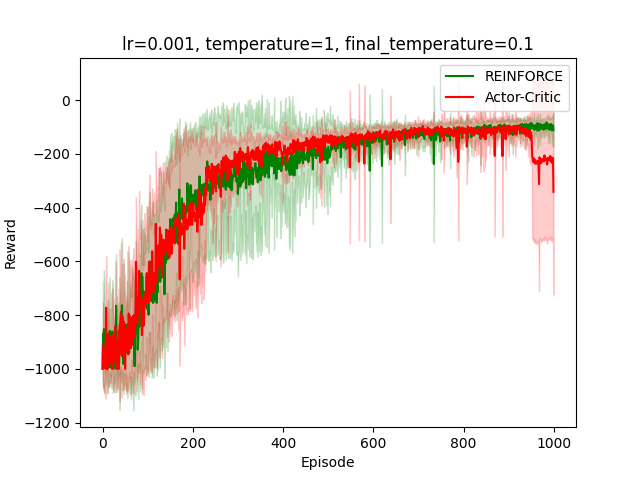 lr=0.001, temperature=1, final_temperature=0.1
REINFORCE
Actor-Critic
Reward
0
−200
−400
−600
−800
−1000
−1200
0 200 400 600 800 1000
Episode